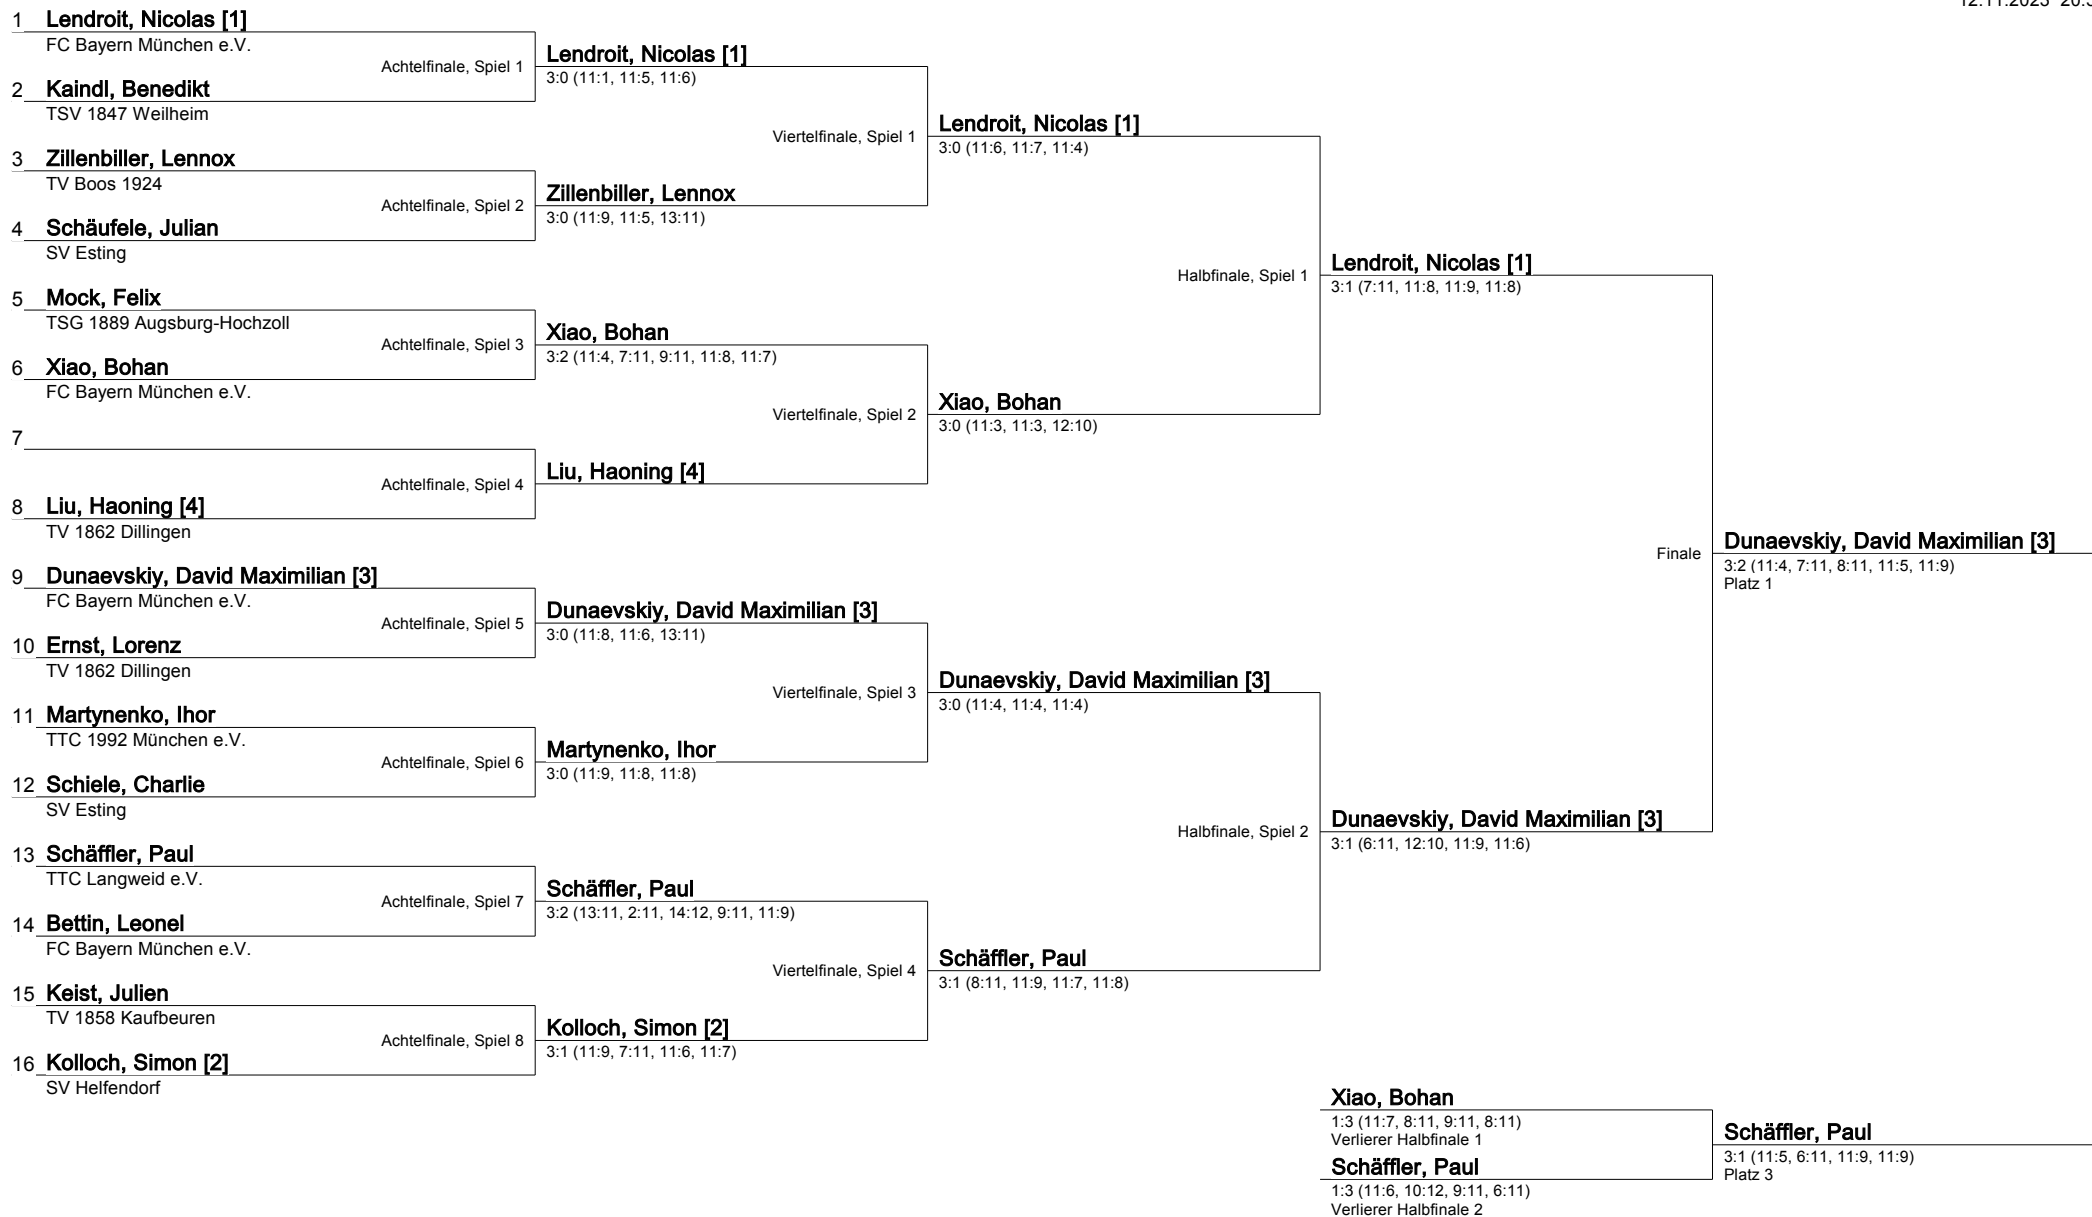 12.11.2023 20:3
1 Lendroit, Nicolas [1]
FC Bayern München e.V.
Achtelfinale, Spiel 1
2 Kaindl, Benedikt
TSV 1847 Weilheim
3 Zillenbiller, Lennox
TV Boos 1924
Achtelfinale, Spiel 2
4 Schäufele, Julian
SV Esting
5 Mock, Felix
TSG 1889 Augsburg-Hochzoll
Achtelfinale, Spiel 3
6 Xiao, Bohan
FC Bayern München e.V.
7
Achtelfinale, Spiel 4
8 Liu, Haoning [4]
TV 1862 Dillingen
9 Dunaevskiy, David Maximilian [3]
FC Bayern München e.V.
Achtelfinale, Spiel 5
10 Ernst, Lorenz
TV 1862 Dillingen
11 Martynenko, Ihor
TTC 1992 München e.V.
Achtelfinale, Spiel 6
12 Schiele, Charlie
SV Esting
13 Schäffler, Paul
TTC Langweid e.V.
Achtelfinale, Spiel 7
14 Bettin, Leonel
FC Bayern München e.V.
15 Keist, Julien
TV 1858 Kaufbeuren
Achtelfinale, Spiel 8
16 Kolloch, Simon [2]
SV Helfendorf
Lendroit, Nicolas [1]
3:0 (11:1, 11:5, 11:6)
Viertelfinale, Spiel 1
Zillenbiller, Lennox
3:0 (11:9, 11:5, 13:11)
Xiao, Bohan
3:2 (11:4, 7:11, 9:11, 11:8, 11:7)
Viertelfinale, Spiel 2
Liu, Haoning [4]
Dunaevskiy, David Maximilian [3]
3:0 (11:8, 11:6, 13:11)
Viertelfinale, Spiel 3
Martynenko, Ihor
3:0 (11:9, 11:8, 11:8)
Schäffler, Paul
3:2 (13:11, 2:11, 14:12, 9:11, 11:9)
Viertelfinale, Spiel 4
Kolloch, Simon [2]
3:1 (11:9, 7:11, 11:6, 11:7)
Lendroit, Nicolas [1]
3:0 (11:6, 11:7, 11:4)
Halbfinale, Spiel 1
Xiao, Bohan
3:0 (11:3, 11:3, 12:10)
Dunaevskiy, David Maximilian [3]
3:0 (11:4, 11:4, 11:4)
Halbfinale, Spiel 2
Schäffler, Paul
3:1 (8:11, 11:9, 11:7, 11:8)
Lendroit, Nicolas [1]
3:1 (7:11, 11:8, 11:9, 11:8)
Finale
Dunaevskiy, David Maximilian [3]
3:1 (6:11, 12:10, 11:9, 11:6)
Dunaevskiy, David Maximilian [3]
3:2 (11:4, 7:11, 8:11, 11:5, 11:9)
Platz 1
Xiao, Bohan
1:3 (11:7, 8:11, 9:11, 8:11)
Verlierer Halbfinale 1
Schäffler, Paul
1:3 (11:6, 10:12, 9:11, 6:11)
Verlierer Halbfinale 2
Schäffler, Paul
3:1 (11:5, 6:11, 11:9, 11:9)
Platz 3